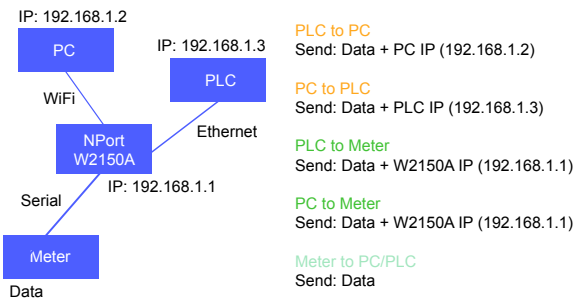 IP: 192.168.1.2
PC
IP: 192.168.1.3
PLC
WiFi
Ethernet
NPort
W2150A
IP: 192.168.1.1
Serial
Meter
Data
PLC to PC
Send: Data + PC IP (192.168.1.2)
PC to PLC
Send: Data + PLC IP (192.168.1.3)
PLC to Meter
Send: Data + W2150A IP (192.168.1.1)
PC to Meter
Send: Data + W2150A IP (192.168.1.1)
Meter to PC/PLC
Send: Data